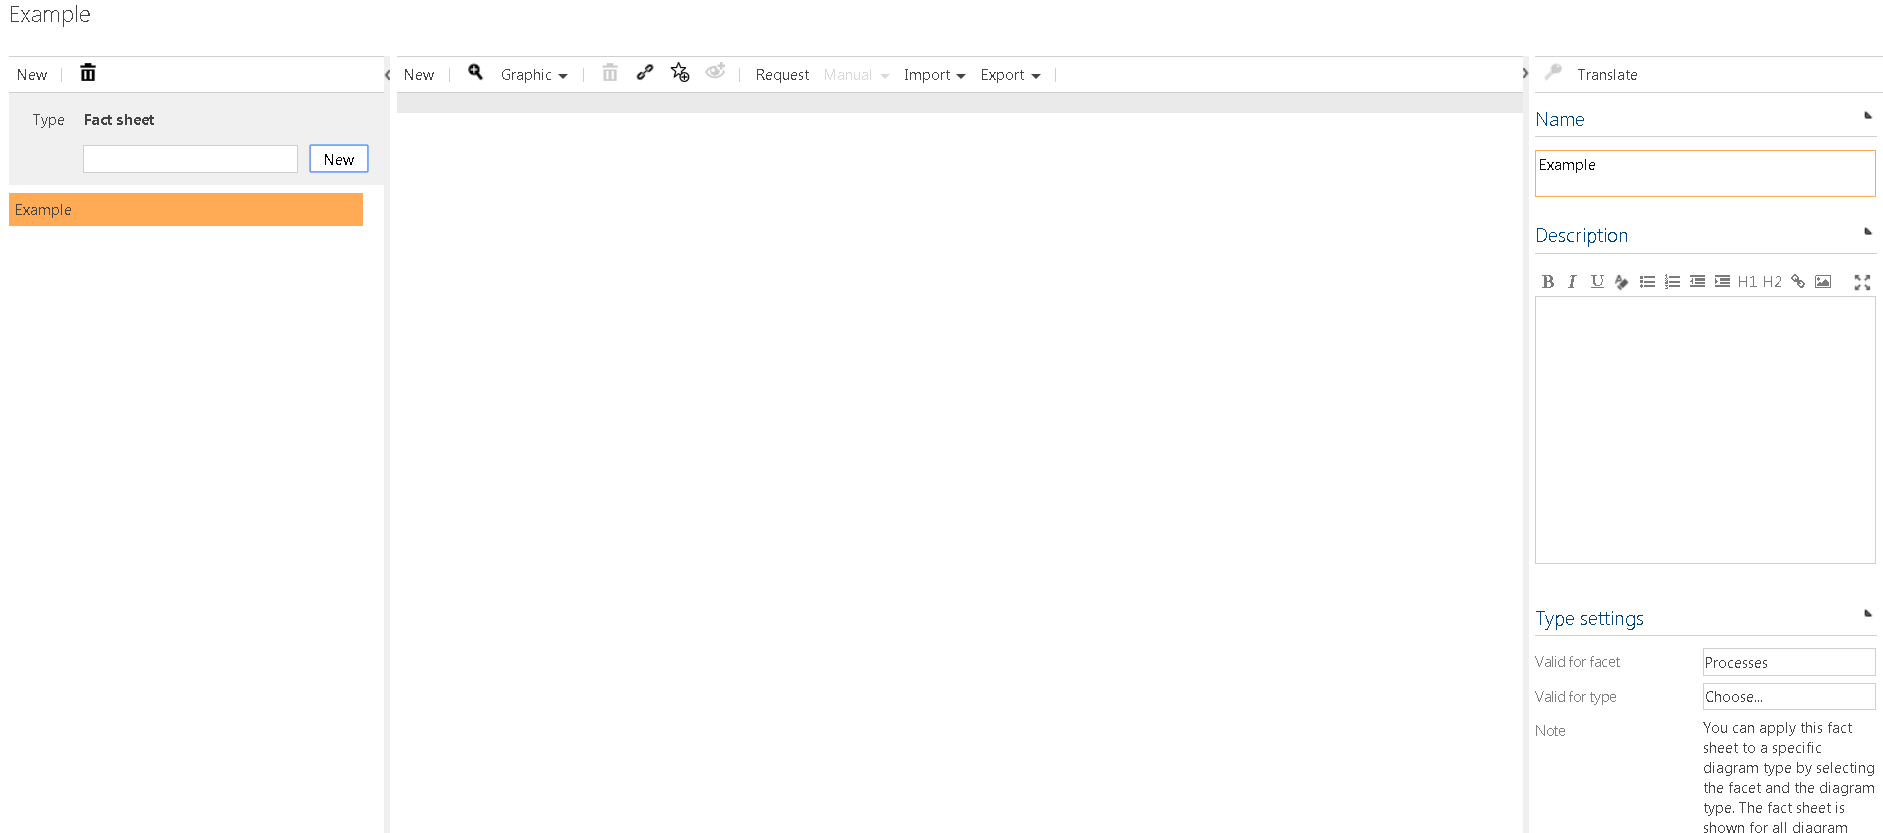 Example
New
Type Fact sheet
New
Example
New Graphic Request Manual Import Export
Translate
Name
Example
Description
B I U H1 H2
Type settings
Valid for facet Processes
Valid for type Choose...
Note You can apply this fact
sheet to a specific
diagram type by selecting
the facet and the diagram
type. The fact sheet is
shown for all diagram